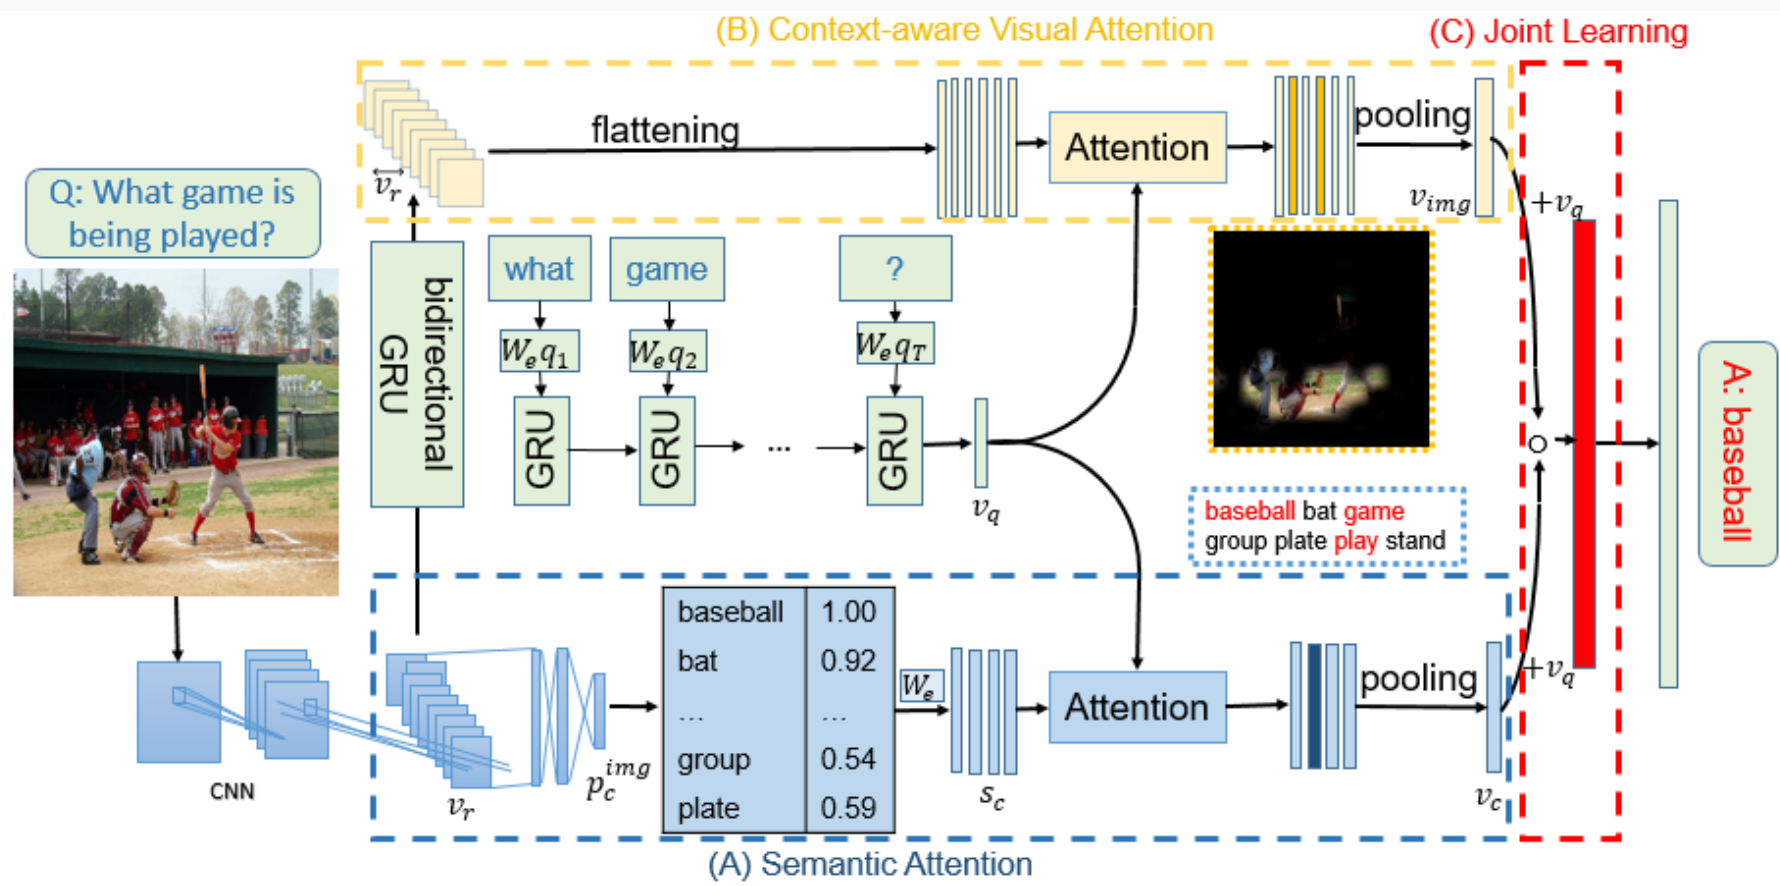 (B) Context-aware Visual Attention
(C) Joint Learning
flattening
Attention
pooling
v_r
v_img
+v_q
Q: What game is
being played?
bidirectional
GRU
what
game
?
W_e q_1
W_e q_2
W_e q_T
GRU
GRU
...
GRU
v_q
baseball bat game
group plate play stand
A: baseball
baseball 1.00
bat 0.92
... ...
group 0.54
plate 0.59
W_e
Attention
pooling
+v_q
CNN
v_r
p_c^img
s_c
v_c
(A) Semantic Attention